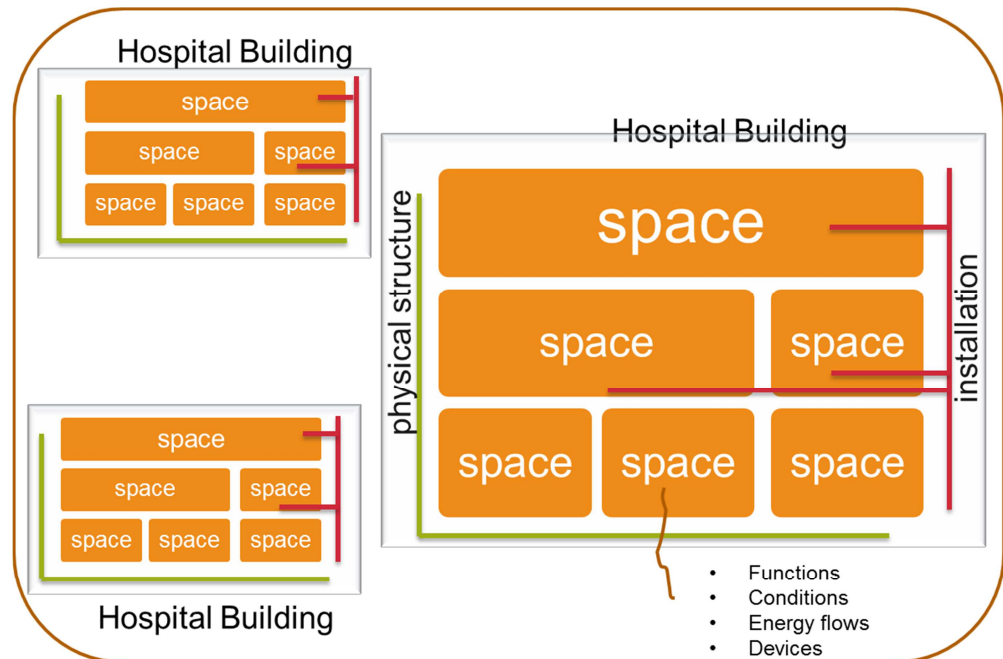 Hospital Building
space
space
space
space
space
space
Hospital Building
physical structure
space
space
space
space
space
space
installation
space
space
space
space
space
space
Hospital Building
• Functions
• Conditions
• Energy flows
• Devices